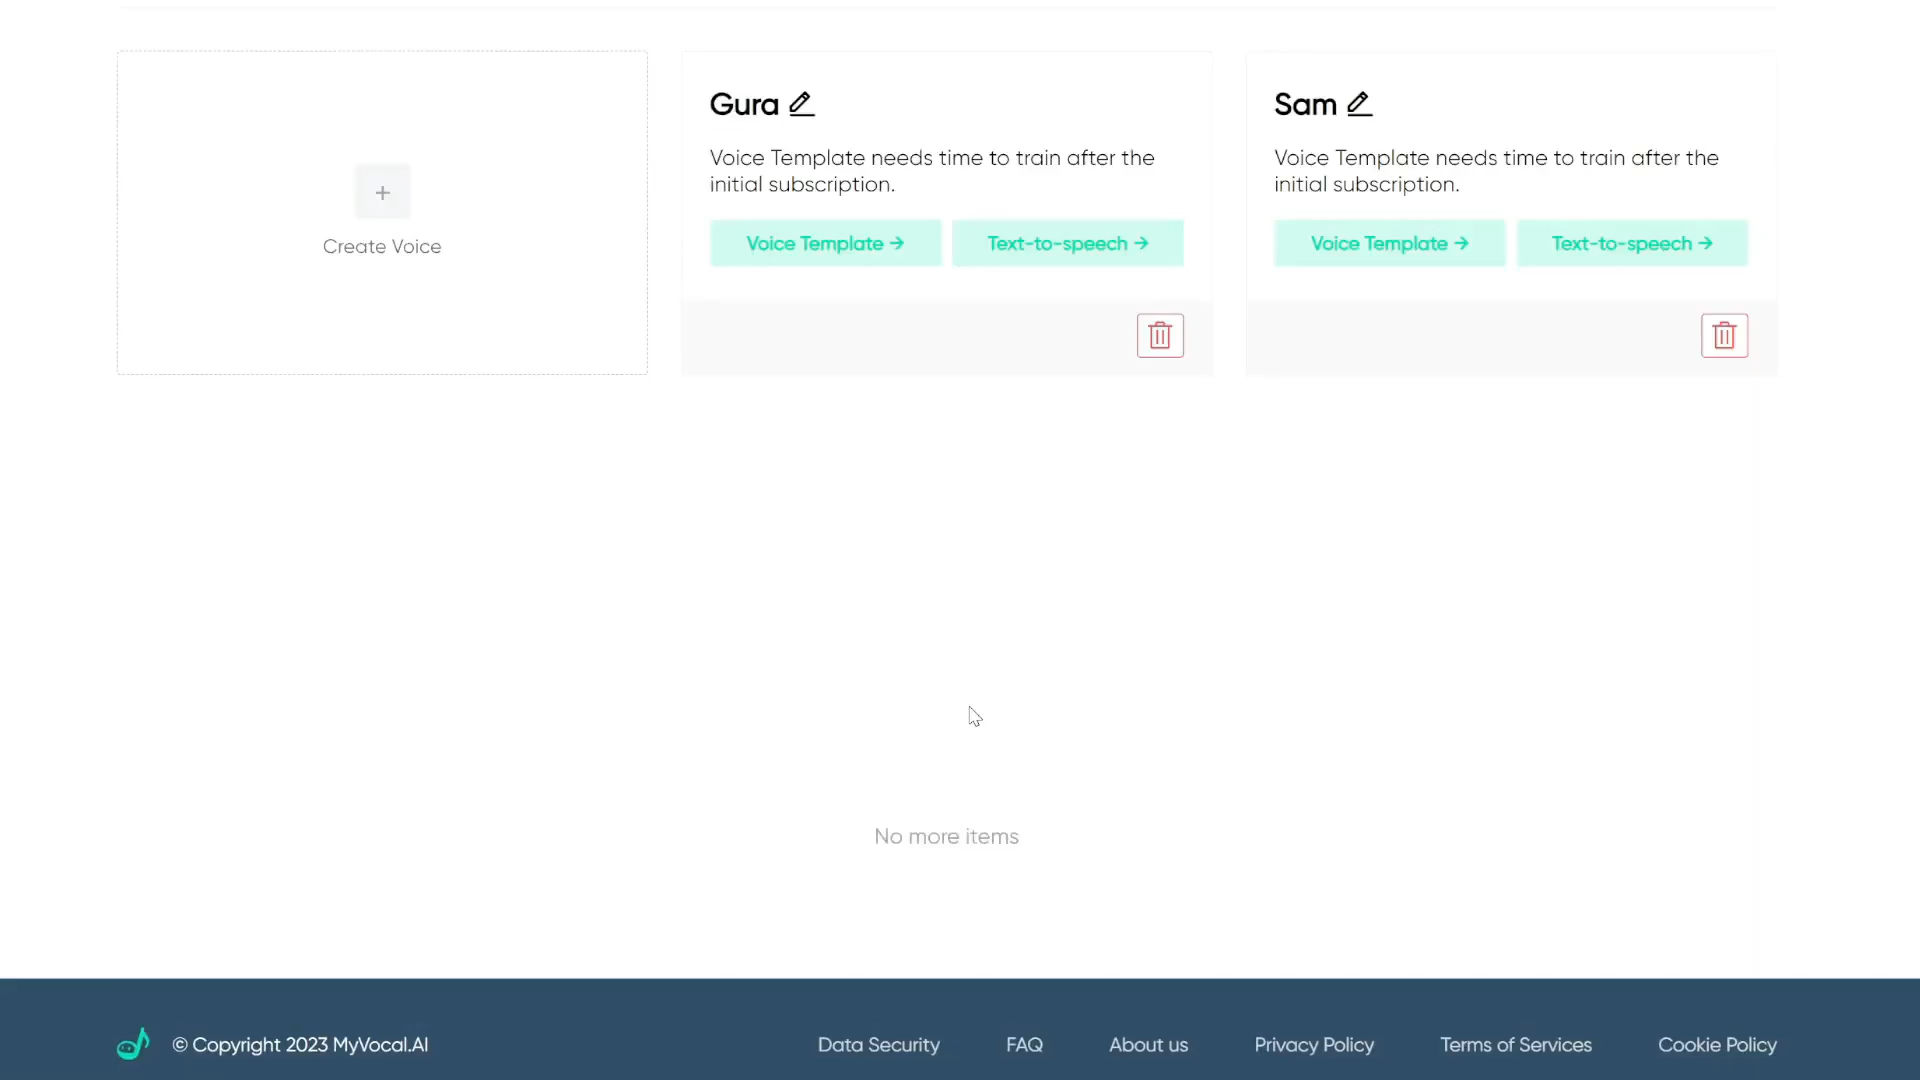 Create Voice
Gura
Voice Template needs time to train after the
initial subscription.
Voice Template →
Text-to-speech →
Sam
Voice Template needs time to train after the
initial subscription.
Voice Template →
Text-to-speech →
No more items
© Copyright 2023 MyVocal.AI
Data Security
FAQ
About us
Privacy Policy
Terms of Services
Cookie Policy